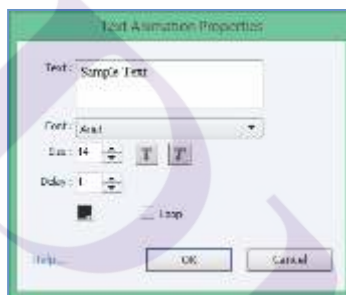 Text Animation Properties
Text: Sample Text
Font: Arial
Size: 14 T T
Delay: 1
Loop
Help... OK Cancel